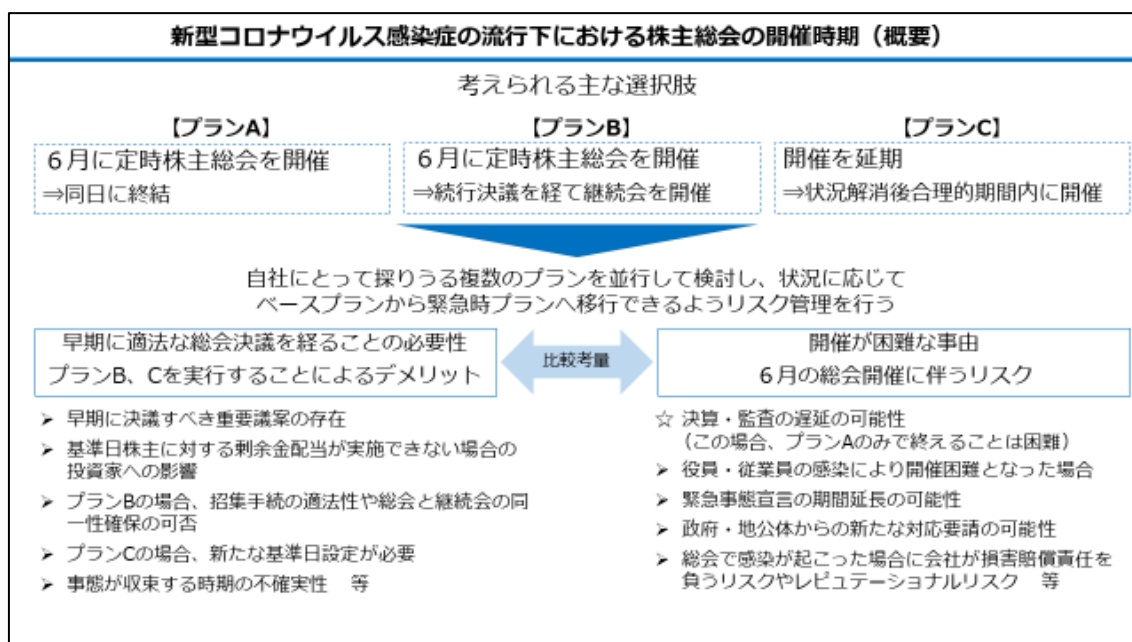 新型コロナウイルス感染症の流行下における株主総会の開催時期（概要）
考えられる主な選択肢
【プランA】
６月に定時株主総会を開催
⇒同日に終結
【プランB】
６月に定時株主総会を開催
⇒続行決議を経て継続会を開催
【プランC】
開催を延期
⇒状況解消後合理的期間内に開催
自社にとって採りうる複数のプランを並行して検討し、状況に応じて
ベースプランから緊急時プランへ移行できるようリスク管理を行う
早期に適法な総会決議を経ることの必要性
プランB、Cを実行することによるデメリット
比較考量
開催が困難な事由
６月の総会開催に伴うリスク
➢ 早期に決議すべき重要議案の存在
➢ 基準日株主に対する剰余金配当が実施できない場合の
投資家への影響
➢ プランBの場合、招集手続の適法性や総会と継続会の同
一性確保の可否
➢ プランCの場合、新たな基準日設定が必要
➢ 事態が収束する時期の不確実性　等
☆ 決算・監査の遅延の可能性
（この場合、プランAのみで終えることは困難）
➢ 役員・従業員の感染により開催困難となった場合
➢ 緊急事態宣言の期間延長の可能性
➢ 政府・地公体からの新たな対応要請の可能性
➢ 総会で感染が起こった場合に会社が損害賠償責任を
負うリスクやレピュテーショナルリスク　等